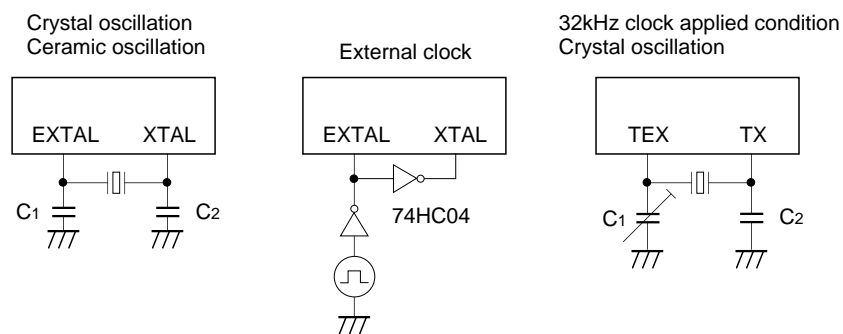 Crystal oscillation
Ceramic oscillation
EXTAL XTAL
C1 C2
External clock
EXTAL XTAL
74HC04
32kHz clock applied condition
Crystal oscillation
TEX TX
C1 C2